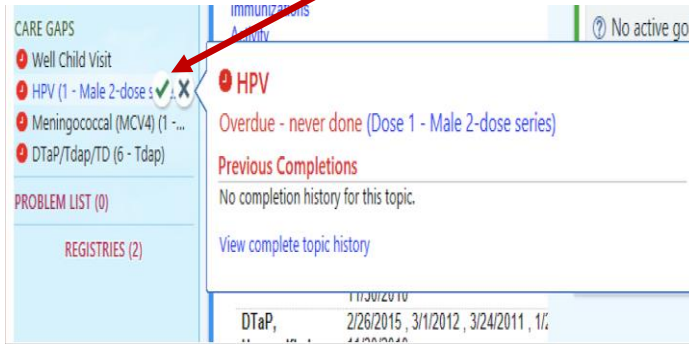 CARE GAPS
Well Child Visit
HPV (1 - Male 2-dose s
Meningococcal (MCV4) (1 -...
DTaP/Tdap/TD (6 - Tdap)
PROBLEM LIST (0)
REGISTRIES (2)
Immunizations
Activity
HPV
Overdue - never done (Dose 1 - Male 2-dose series)
Previous Completions
No completion history for this topic.
View complete topic history
11/30/2010
DTaP, 2/26/2015 , 3/1/2012 , 3/24/2011 , 1/2
No active go